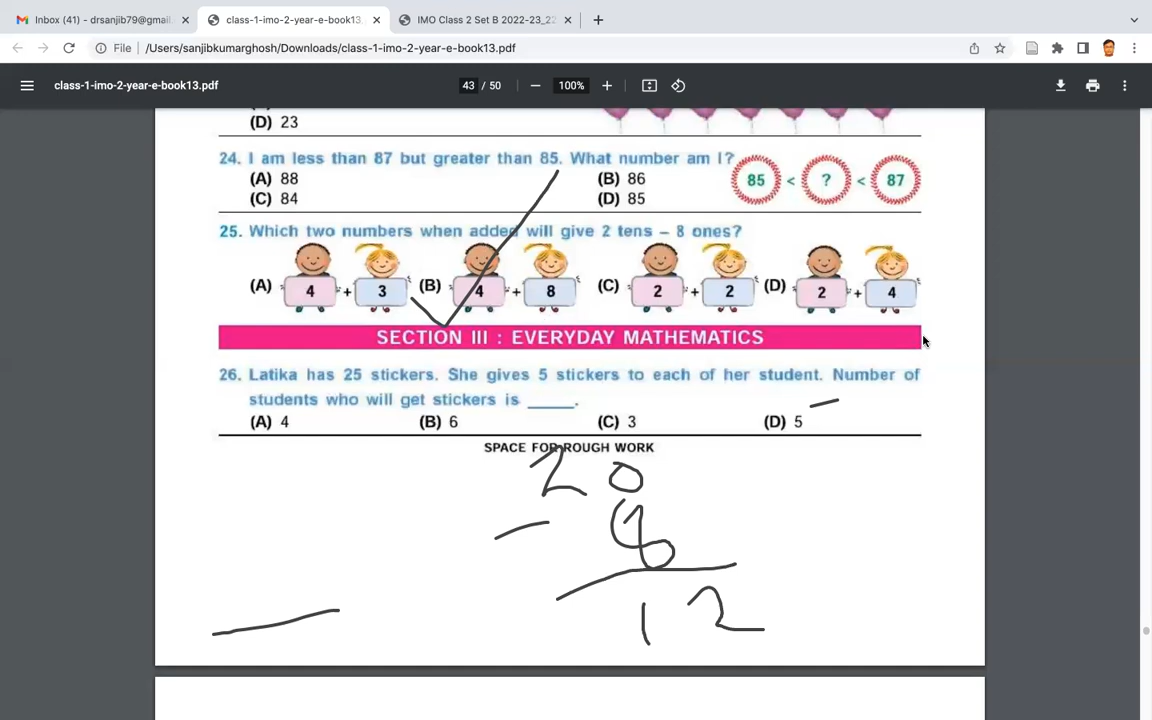 Inbox (41) - drsanjib79@gmail.
class-1-imo-2-year-e-book13.
IMO Class 2 Set B 2022-23_22
File /Users/sanjibkumarghosh/Downloads/class-1-imo-2-year-e-book13.pdf
class-1-imo-2-year-e-book13.pdf 43 / 50 100%
(D) 23
24. I am less than 87 but greater than 85. What number am I?
(A) 88 (B) 86
(C) 84 (D) 85
85 < ? < 87
25. Which two numbers when added will give 2 tens – 8 ones?
(A) 4 + 3 (B) 4 + 8 (C) 2 + 2 (D) 2 + 4
SECTION III : EVERYDAY MATHEMATICS
26. Latika has 25 stickers. She gives 5 stickers to each of her student. Number of
students who will get stickers is _____.
(A) 4 (B) 6 (C) 3 (D) 5
SPACE FOR ROUGH WORK
20
– 8
12